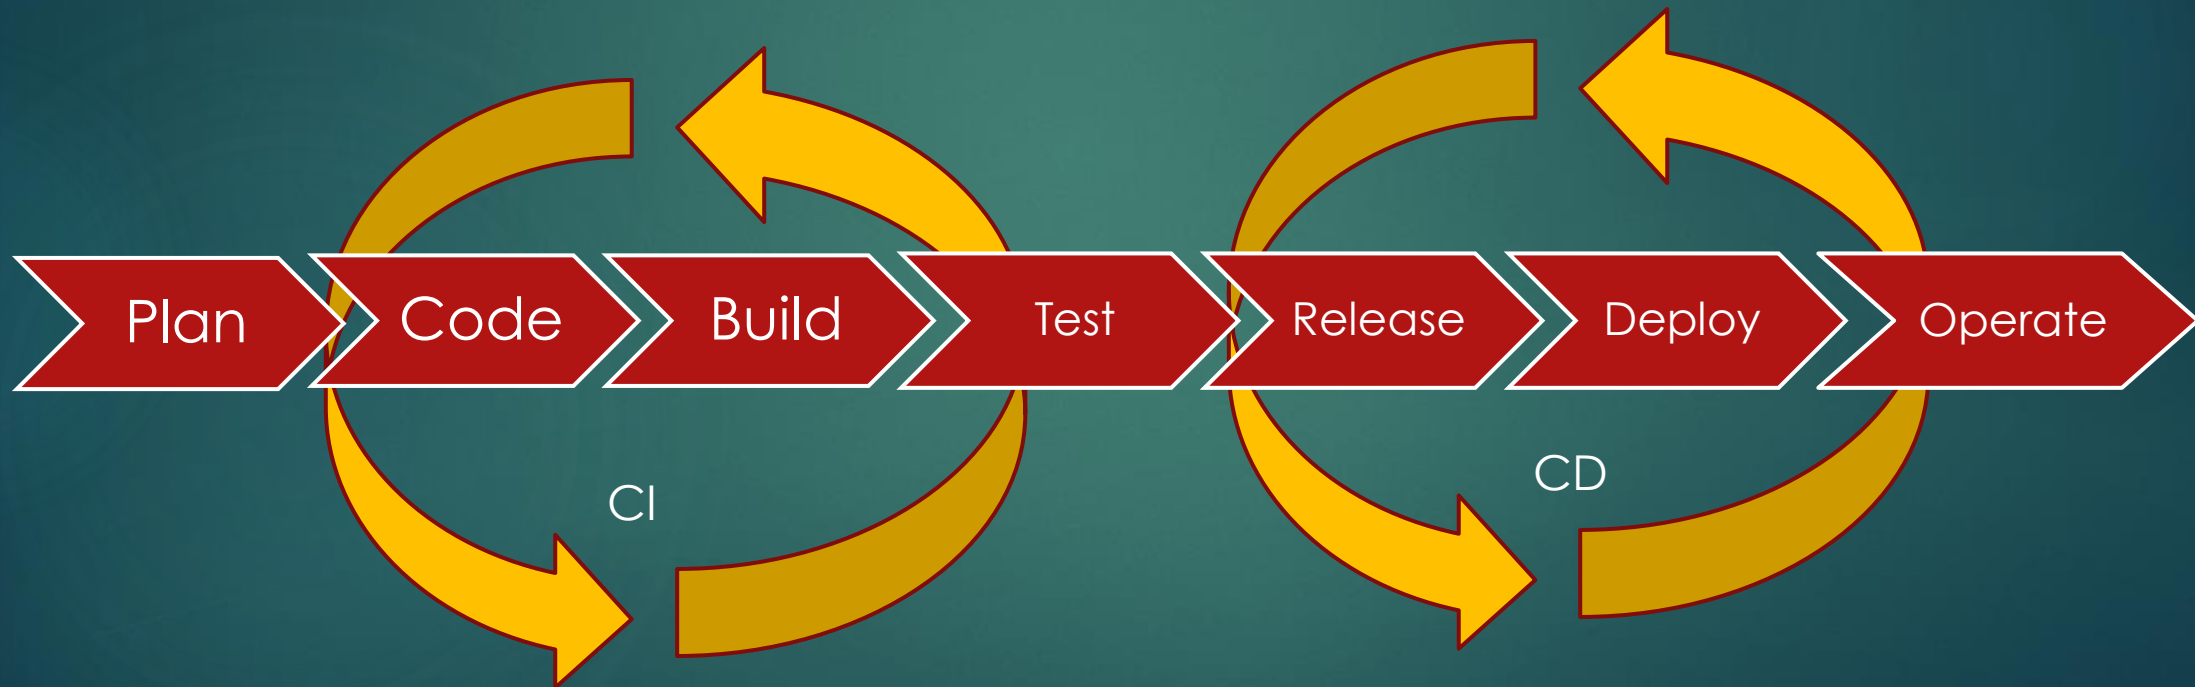 Plan
Code
Build
Test
Release
Deploy
Operate
CI
CD